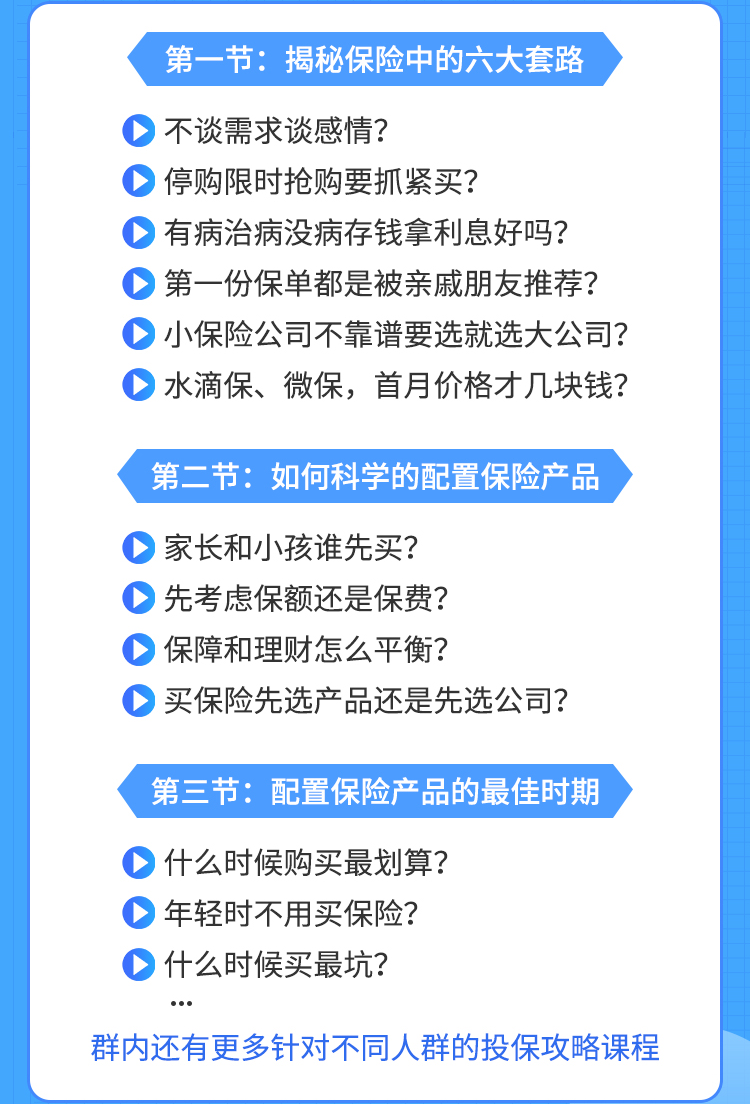 第一节：揭秘保险中的六大套路
不谈需求谈感情？
停购限时抢购要抓紧买？
有病治病没病存钱拿利息好吗？
第一份保单都是被亲戚朋友推荐？
小保险公司不靠谱要选就选大公司？
水滴保、微保，首月价格才几块钱？
第二节：如何科学的配置保险产品
家长和小孩谁先买？
先考虑保额还是保费？
保障和理财怎么平衡？
买保险先选产品还是先选公司？
第三节：配置保险产品的最佳时期
什么时候购买最划算？
年轻时不用买保险？
什么时候买最坑？
...
群内还有更多针对不同人群的投保攻略课程